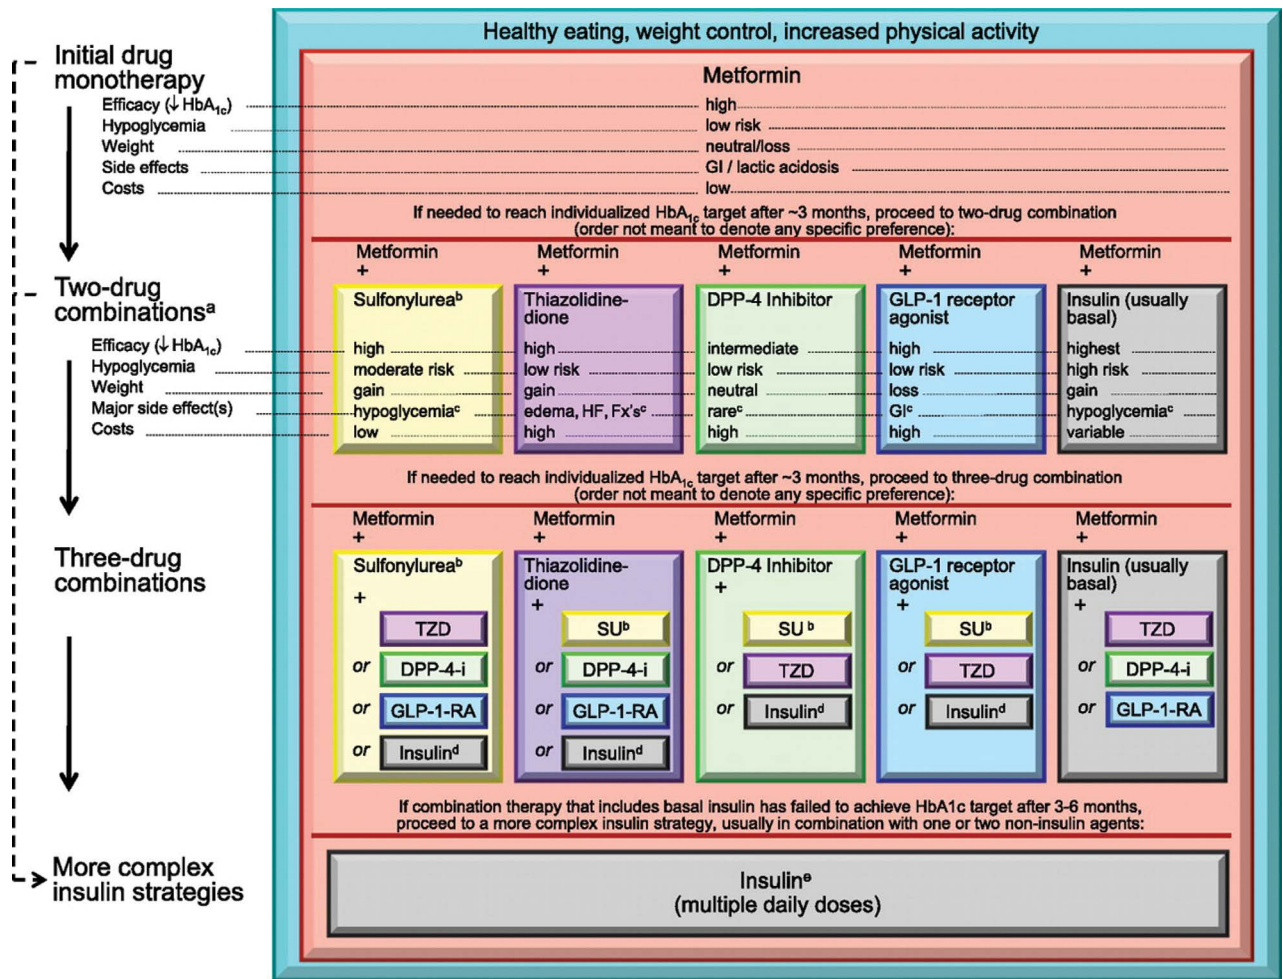 Healthy eating, weight control, increased physical activity
Initial drug
monotherapy
Metformin
Efficacy (↓ HbA1c) high
Hypoglycemia low risk
Weight neutral/loss
Side effects GI / lactic acidosis
Costs low
If needed to reach individualized HbA1c target after ~3 months, proceed to two-drug combination
(order not meant to denote any specific preference):
Metformin Metformin Metformin Metformin Metformin
+ + + + +
Two-drug
combinationsᵃ
Sulfonylureaᵇ
Thiazolidine-
dione
DPP-4 Inhibitor
GLP-1 receptor
agonist
Insulin (usually
basal)
Efficacy (↓ HbA1c) high high intermediate high highest
Hypoglycemia moderate risk low risk low risk low risk high risk
Weight gain gain neutral loss gain
Major side effect(s) hypoglycemiaᶜ edema, HF, Fx'sᶜ rareᶜ GIᶜ hypoglycemiaᶜ
Costs low high high high variable
If needed to reach individualized HbA1c target after ~3 months, proceed to three-drug combination
(order not meant to denote any specific preference):
Metformin Metformin Metformin Metformin Metformin
+ + + + +
Three-drug
combinations
Sulfonylureaᵇ
+
TZD
or DPP-4-i
or GLP-1-RA
or Insulinᵈ
Thiazolidine-
dione
+
SUᵇ
or DPP-4-i
or GLP-1-RA
or Insulinᵈ
DPP-4 Inhibitor
+
SU ᵇ
or TZD
or Insulinᵈ
GLP-1 receptor
agonist
+
SUᵇ
or TZD
or Insulinᵈ
Insulin (usually
basal)
+
TZD
or DPP-4-i
or GLP-1-RA
If combination therapy that includes basal insulin has failed to achieve HbA1c target after 3-6 months,
proceed to a more complex insulin strategy, usually in combination with one or two non-insulin agents:
More complex
insulin strategies
Insulinᵉ
(multiple daily doses)